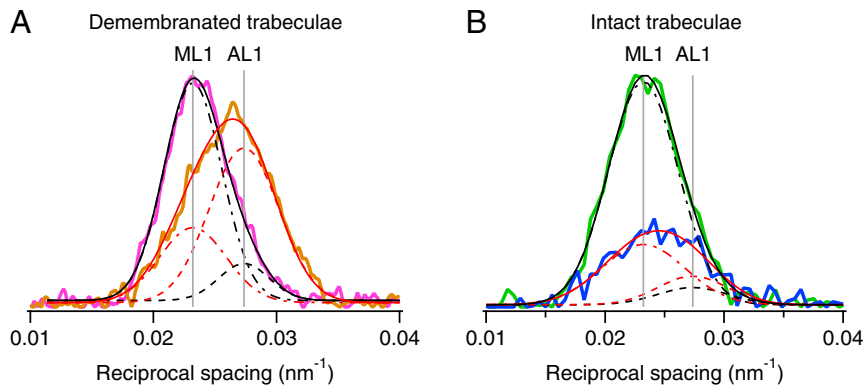 A
Demembranated trabeculae
ML1 AL1
0.01 0.02 0.03 0.04
Reciprocal spacing (nm⁻¹)
B
Intact trabeculae
ML1 AL1
0.01 0.02 0.03 0.04
Reciprocal spacing (nm⁻¹)